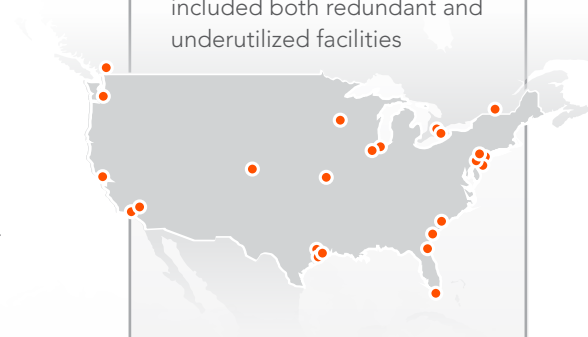 included both redundant and
underutilized facilities